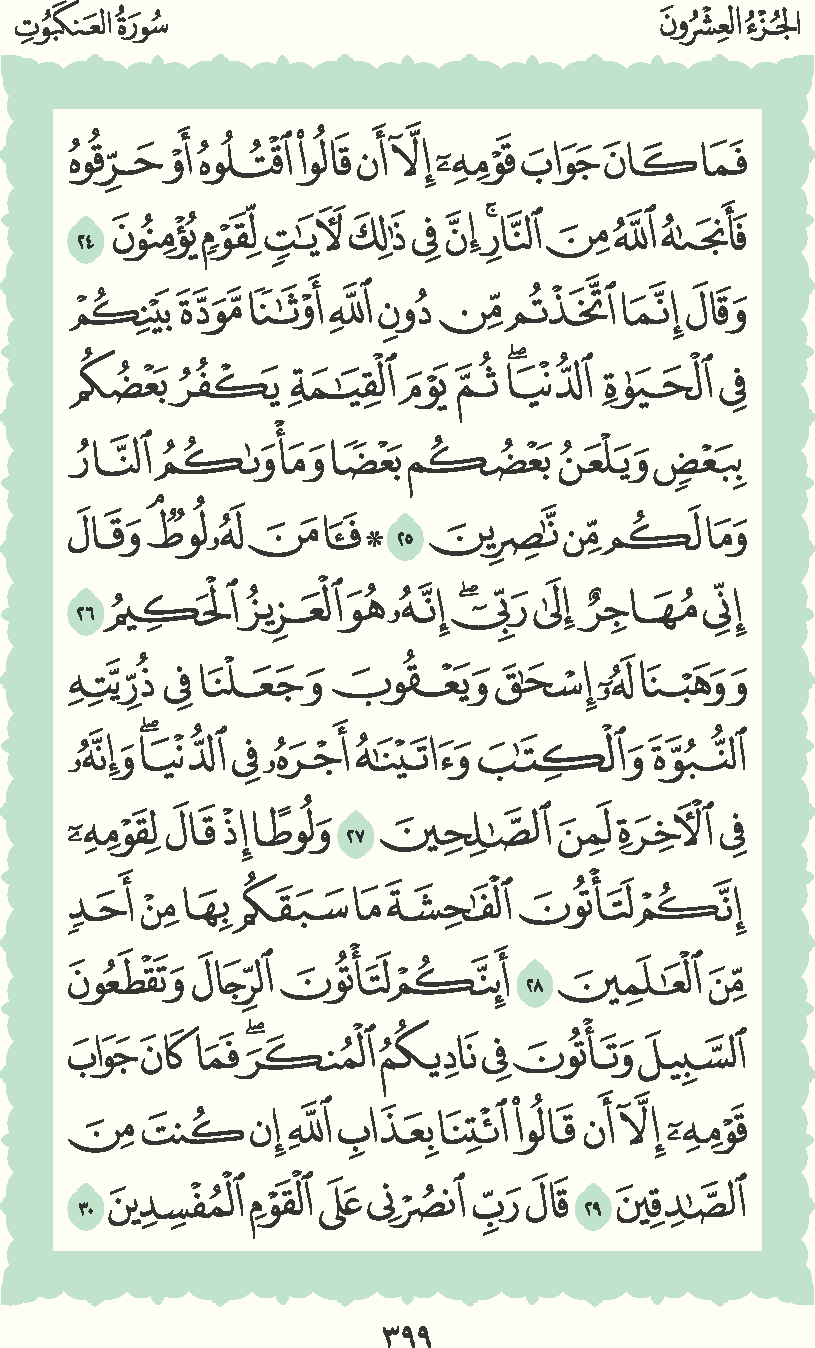 الجُزْءُ العِشْرُونَ سُورَةُ العَنكَبُوتِ
فَمَا كَانَ جَوَابَ قَوْمِهِۦٓ إِلَّآ أَن قَالُوا۟ ٱقْتُلُوهُ أَوْ حَرِّقُوهُ
فَأَنجَىٰهُ ٱللَّهُ مِنَ ٱلنَّارِ ۚ إِنَّ فِى ذَٰلِكَ لَـَٔايَـٰتٍ لِّقَوْمٍ يُؤْمِنُونَ ٢٤
وَقَالَ إِنَّمَا ٱتَّخَذْتُم مِّن دُونِ ٱللَّهِ أَوْثَـٰنًا مَّوَدَّةَ بَيْنِكُمْ
فِى ٱلْحَيَوٰةِ ٱلدُّنْيَا ۖ ثُمَّ يَوْمَ ٱلْقِيَـٰمَةِ يَكْفُرُ بَعْضُكُم
بِبَعْضٍ وَيَلْعَنُ بَعْضُكُم بَعْضًا وَمَأْوَىٰكُمُ ٱلنَّارُ
وَمَا لَكُم مِّن نَّـٰصِرِينَ ٢٥ * فَـَٔامَنَ لَهُۥ لُوطٌ ۘ وَقَالَ
إِنِّى مُهَاجِرٌ إِلَىٰ رَبِّىٓ ۖ إِنَّهُۥ هُوَ ٱلْعَزِيزُ ٱلْحَكِيمُ ٢٦
وَوَهَبْنَا لَهُۥٓ إِسْحَـٰقَ وَيَعْقُوبَ وَجَعَلْنَا فِى ذُرِّيَّتِهِ
ٱلنُّبُوَّةَ وَٱلْكِتَـٰبَ وَءَاتَيْنَـٰهُ أَجْرَهُۥ فِى ٱلدُّنْيَا ۖ وَإِنَّهُۥ
فِى ٱلْـَٔاخِرَةِ لَمِنَ ٱلصَّـٰلِحِينَ ٢٧ وَلُوطًا إِذْ قَالَ لِقَوْمِهِۦٓ
إِنَّكُمْ لَتَأْتُونَ ٱلْفَـٰحِشَةَ مَا سَبَقَكُم بِهَا مِنْ أَحَدٍ
مِّنَ ٱلْعَـٰلَمِينَ ٢٨ أَئِنَّكُمْ لَتَأْتُونَ ٱلرِّجَالَ وَتَقْطَعُونَ
ٱلسَّبِيلَ وَتَأْتُونَ فِى نَادِيكُمُ ٱلْمُنكَرَ ۖ فَمَا كَانَ جَوَابَ
قَوْمِهِۦٓ إِلَّآ أَن قَالُوا۟ ٱئْتِنَا بِعَذَابِ ٱللَّهِ إِن كُنتَ مِنَ
ٱلصَّـٰدِقِينَ ٢٩ قَالَ رَبِّ ٱنصُرْنِى عَلَى ٱلْقَوْمِ ٱلْمُفْسِدِينَ ٣٠
٣٩٩